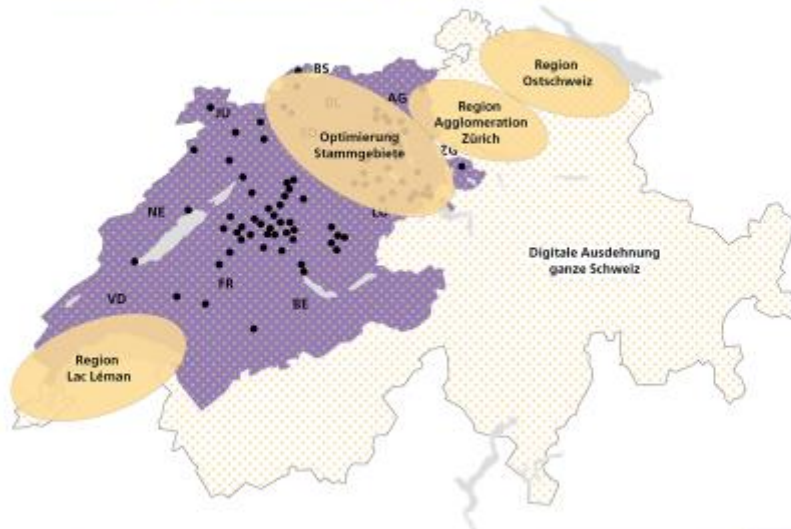 BS
Region
Ostschweiz
AG
JU
Region
Agglomeration
Zürich
Optimierung
Stammgebiete
ZG
NE
LU
Digitale Ausdehnung
ganze Schweiz
FR
VD
BE
Region
Lac Léman